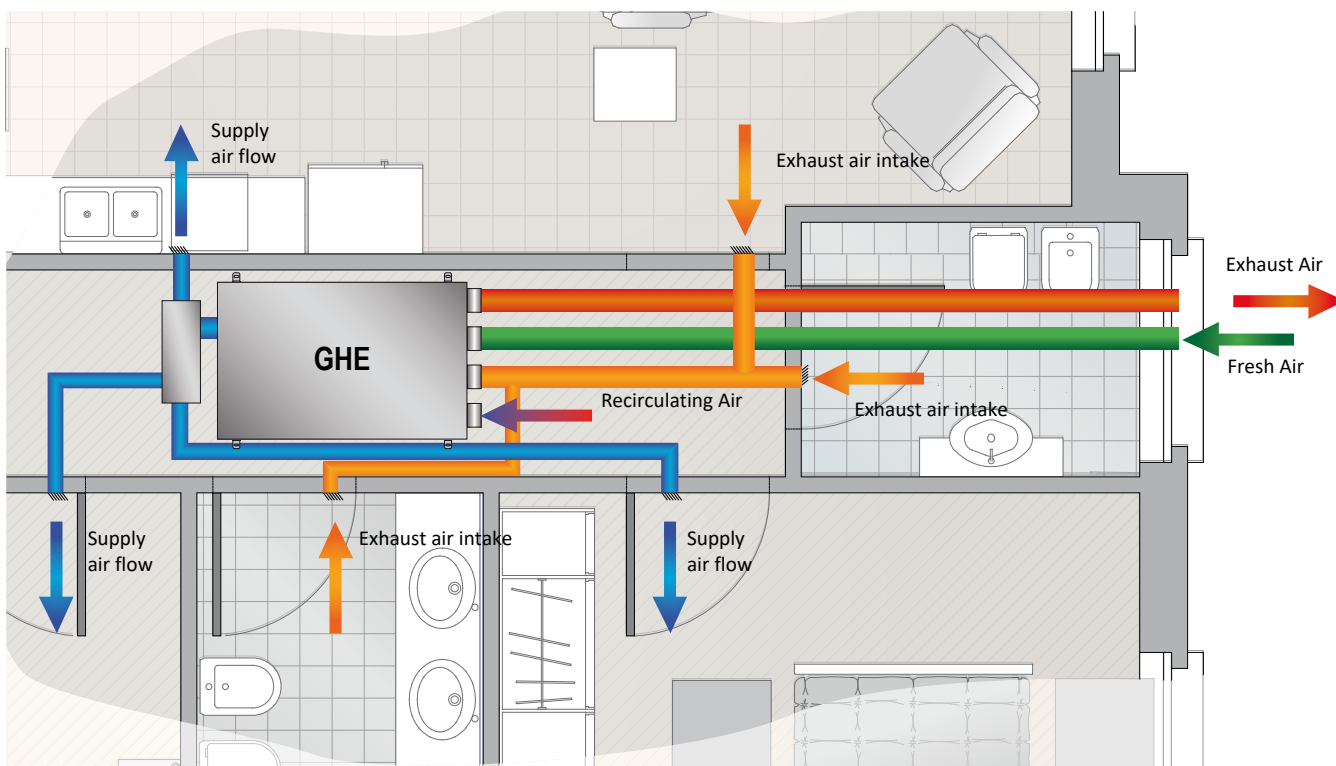 Supply
air flow
Exhaust air intake
Exhaust Air
GHE
Fresh Air
Recirculating Air
Exhaust air intake
Supply
air flow
Exhaust air intake
Supply
air flow